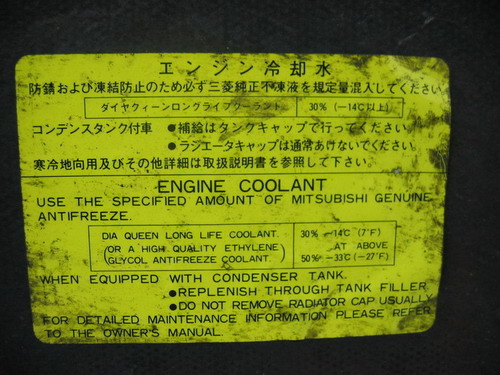 エンジン冷却水
防錆および凍結防止のため必ず三菱純正不凍液を規定量混入してください
ダイヤクィーンロングライフクーラント 30% (−14℃以上)
コンデンスタンク付車 ●補給はタンクキャップで行ってください。
●ラジエータキャップは通常あけないでください。
寒冷地向用及びその他詳細は取扱説明書を参照して下さい。
ENGINE COOLANT
USE THE SPECIFIED AMOUNT OF MITSUBISHI GENUINE
ANTIFREEZE.
DIA QUEEN LONG LIFE COOLANT. 30% −14℃ (7°F)
(OR A HIGH QUALITY ETHYLENE) AT ABOVE
(GLYCOL ANTIFREEZE COOLANT.) 50% −33℃ (−27°F)
WHEN EQUIPPED WITH CONDENSER TANK.
●REPLENISH THROUGH TANK FILLER.
●DO NOT REMOVE RADIATOR CAP USUALLY
FOR DETAILED MAINTENANCE INFORMATION PLEASE REFER
TO THE OWNER'S MANUAL.